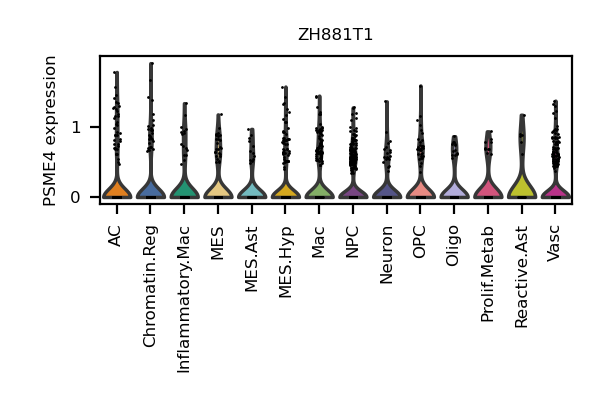 ZH881T1
PSME4 expression
1
0
AC
Chromatin.Reg
Inflammatory.Mac
MES
MES.Ast
MES.Hyp
Mac
NPC
Neuron
OPC
Oligo
Prolif.Metab
Reactive.Ast
Vasc